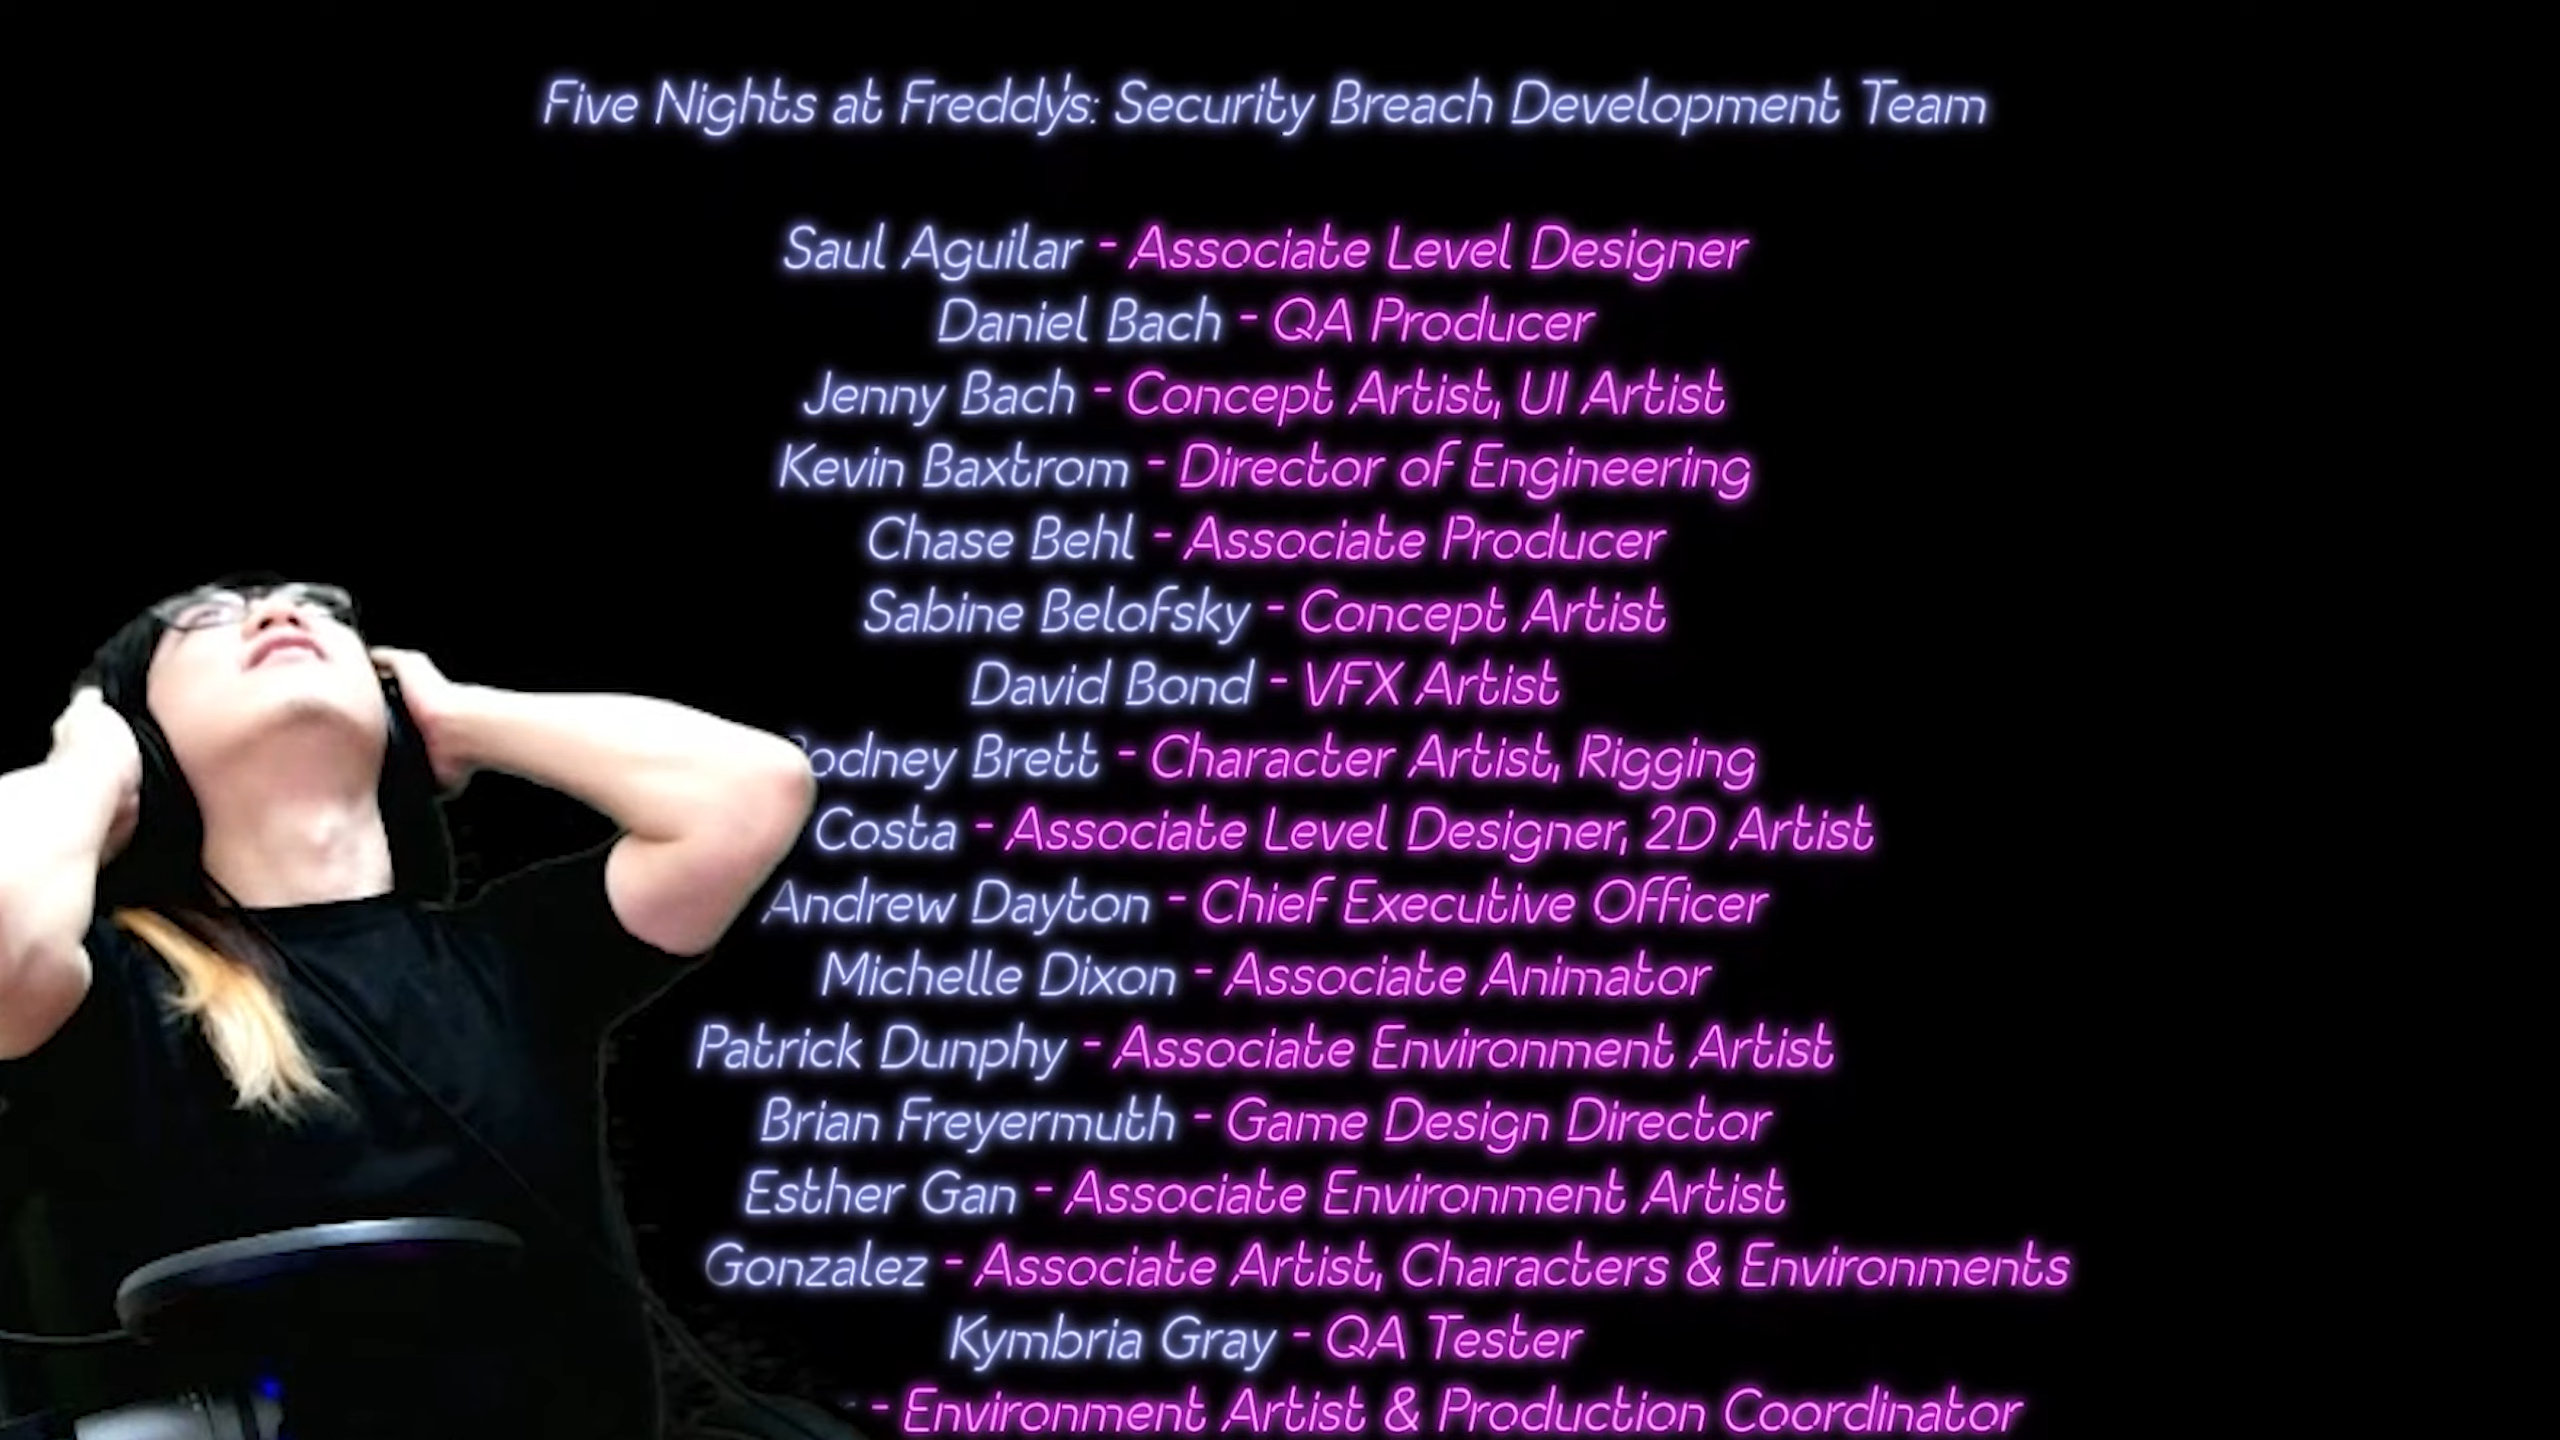 Five Nights at Freddy's: Security Breach Development Team
Saul Aguilar - Associate Level Designer
Daniel Bach - QA Producer
Jenny Bach - Concept Artist, UI Artist
Kevin Baxtrom - Director of Engineering
Chase Behl - Associate Producer
Sabine Belofsky - Concept Artist
David Bond - VFX Artist
Brett - Character Artist, Rigging
Costa - Associate Level Designer, 2D Artist
Andrew Dayton - Chief Executive Officer
Michelle Dixon - Associate Animator
Patrick Dunphy - Associate Environment Artist
Brian Freyermuth - Game Design Director
Esther Gan - Associate Environment Artist
Gonzalez - Associate Artist, Characters & Environments
Kymbria Gray - QA Tester
- Environment Artist & Production Coordinator